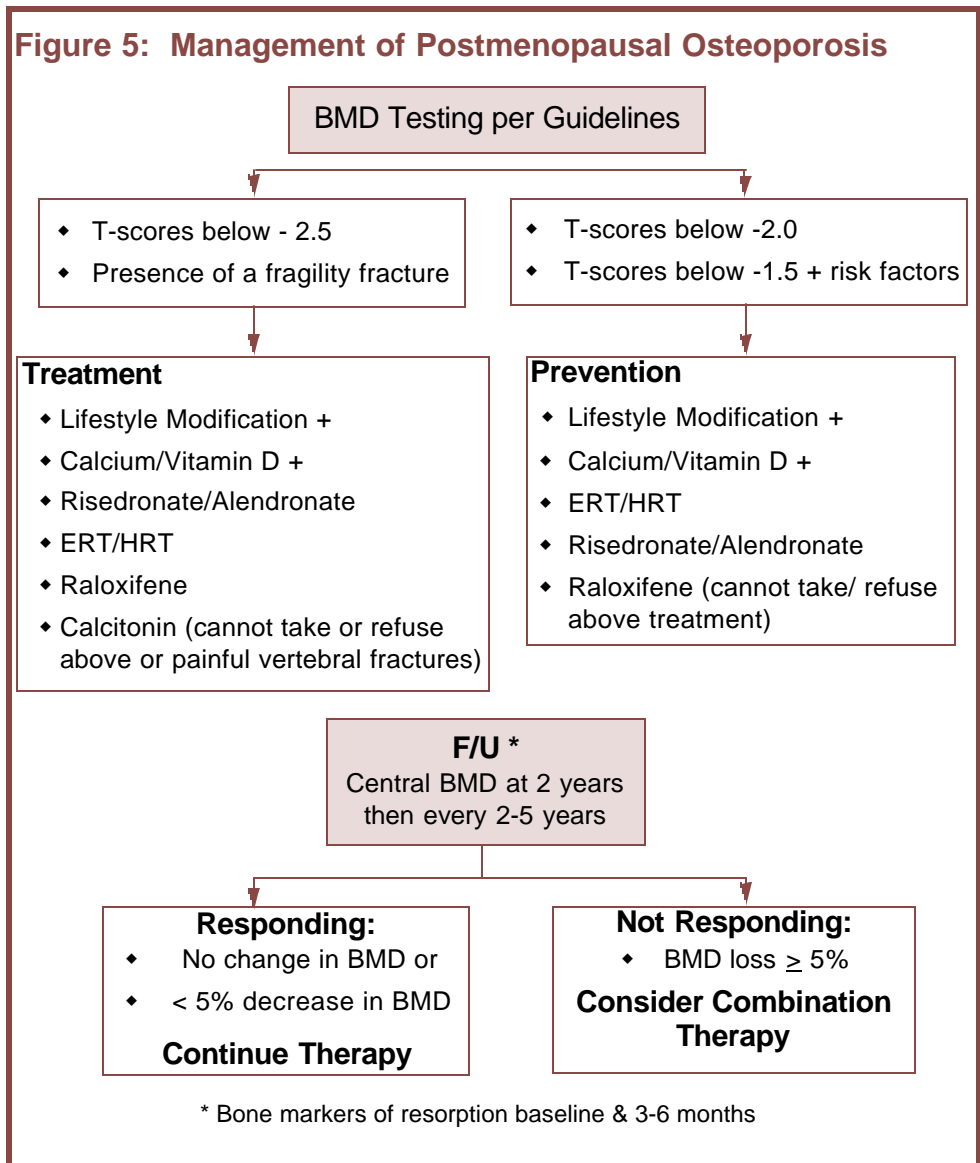 Figure 5: Management of Postmenopausal Osteoporosis
BMD Testing per Guidelines
◆ T-scores below - 2.5
◆ Presence of a fragility fracture
◆ T-scores below -2.0
◆ T-scores below -1.5 + risk factors
Treatment
◆ Lifestyle Modification +
◆ Calcium/Vitamin D +
◆ Risedronate/Alendronate
◆ ERT/HRT
◆ Raloxifene
◆ Calcitonin (cannot take or refuse
above or painful vertebral fractures)
Prevention
◆ Lifestyle Modification +
◆ Calcium/Vitamin D +
◆ ERT/HRT
◆ Risedronate/Alendronate
◆ Raloxifene (cannot take/ refuse
above treatment)
F/U *
Central BMD at 2 years
then every 2-5 years
Responding:
◆ No change in BMD or
◆ < 5% decrease in BMD
Continue Therapy
Not Responding:
◆ BMD loss ≥ 5%
Consider Combination
Therapy
* Bone markers of resorption baseline & 3-6 months